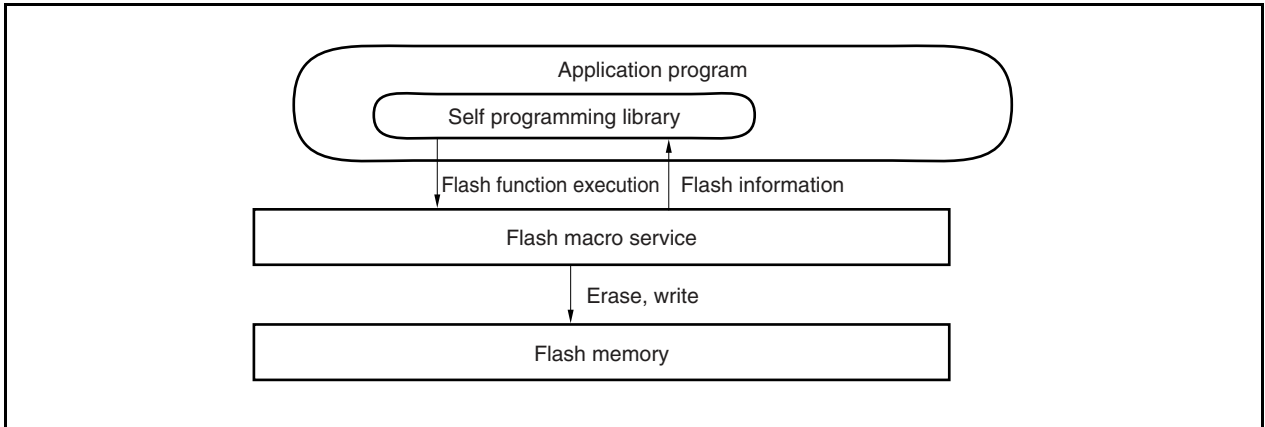 Application program
Self programming library
Flash function execution
Flash information
Flash macro service
Erase, write
Flash memory